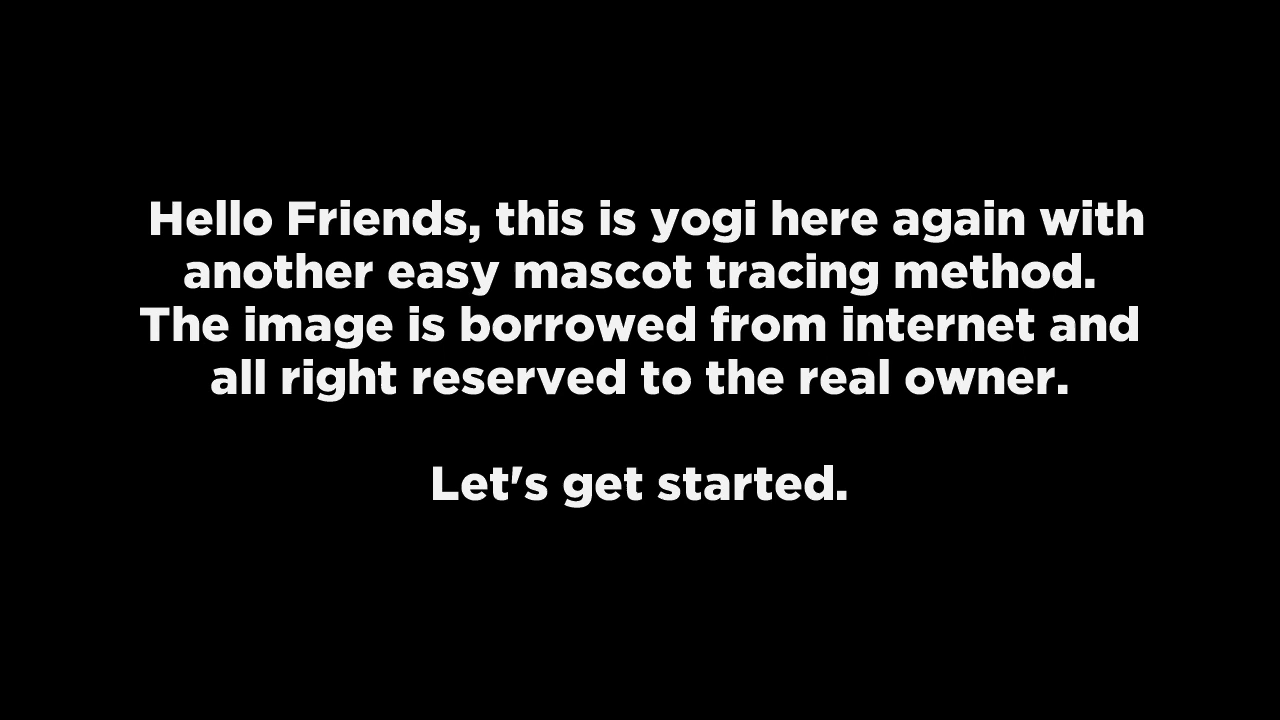 Hello Friends, this is yogi here again with
another easy mascot tracing method.
The image is borrowed from internet and
all right reserved to the real owner.
Let's get started.